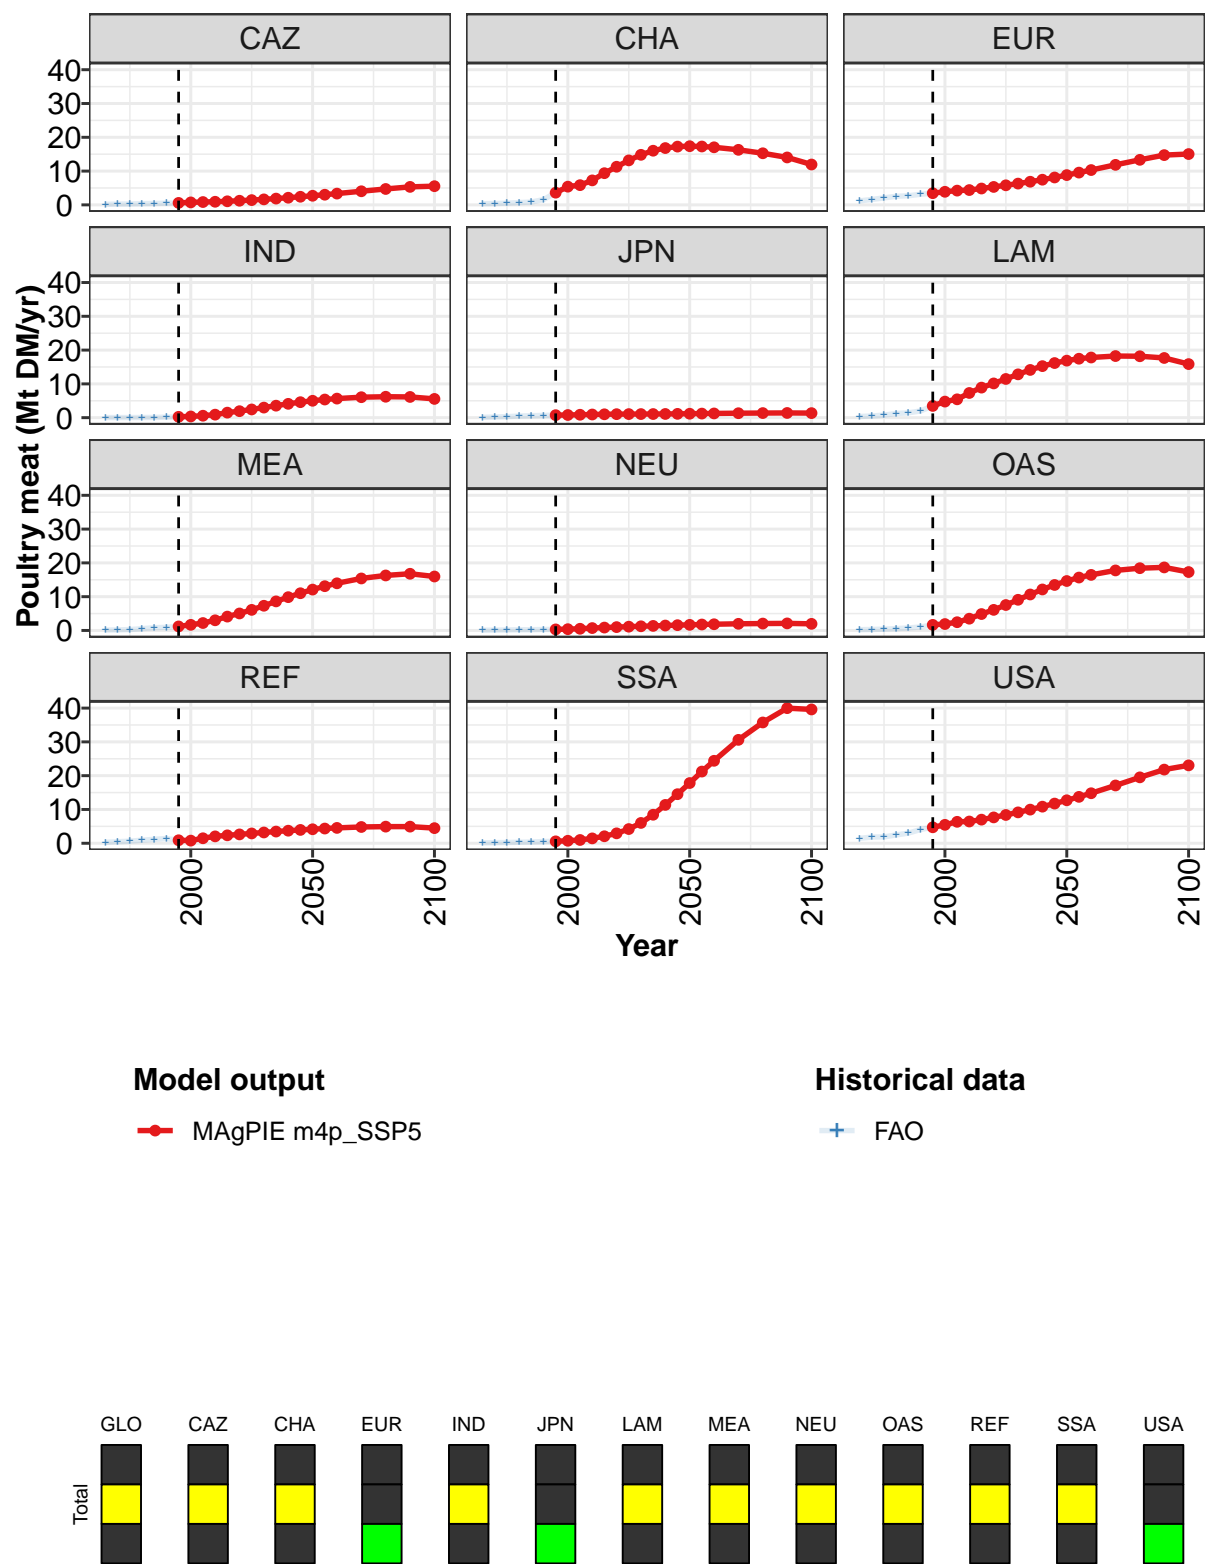 CAZ CHA EUR
40
30
20
10
0
IND JPN LAM
40
30
20
10
0
MEA NEU OAS
40
30
20
10
0
REF SSA USA
40
30
20
10
0
Poultry meat (Mt DM/yr)
2000 2050 2100 2000 2050 2100 2000 2050 2100
Year
Model output Historical data
MAgPIE m4p_SSP5 FAO
GLO CAZ CHA EUR IND JPN LAM MEA NEU OAS REF SSA USA
Total